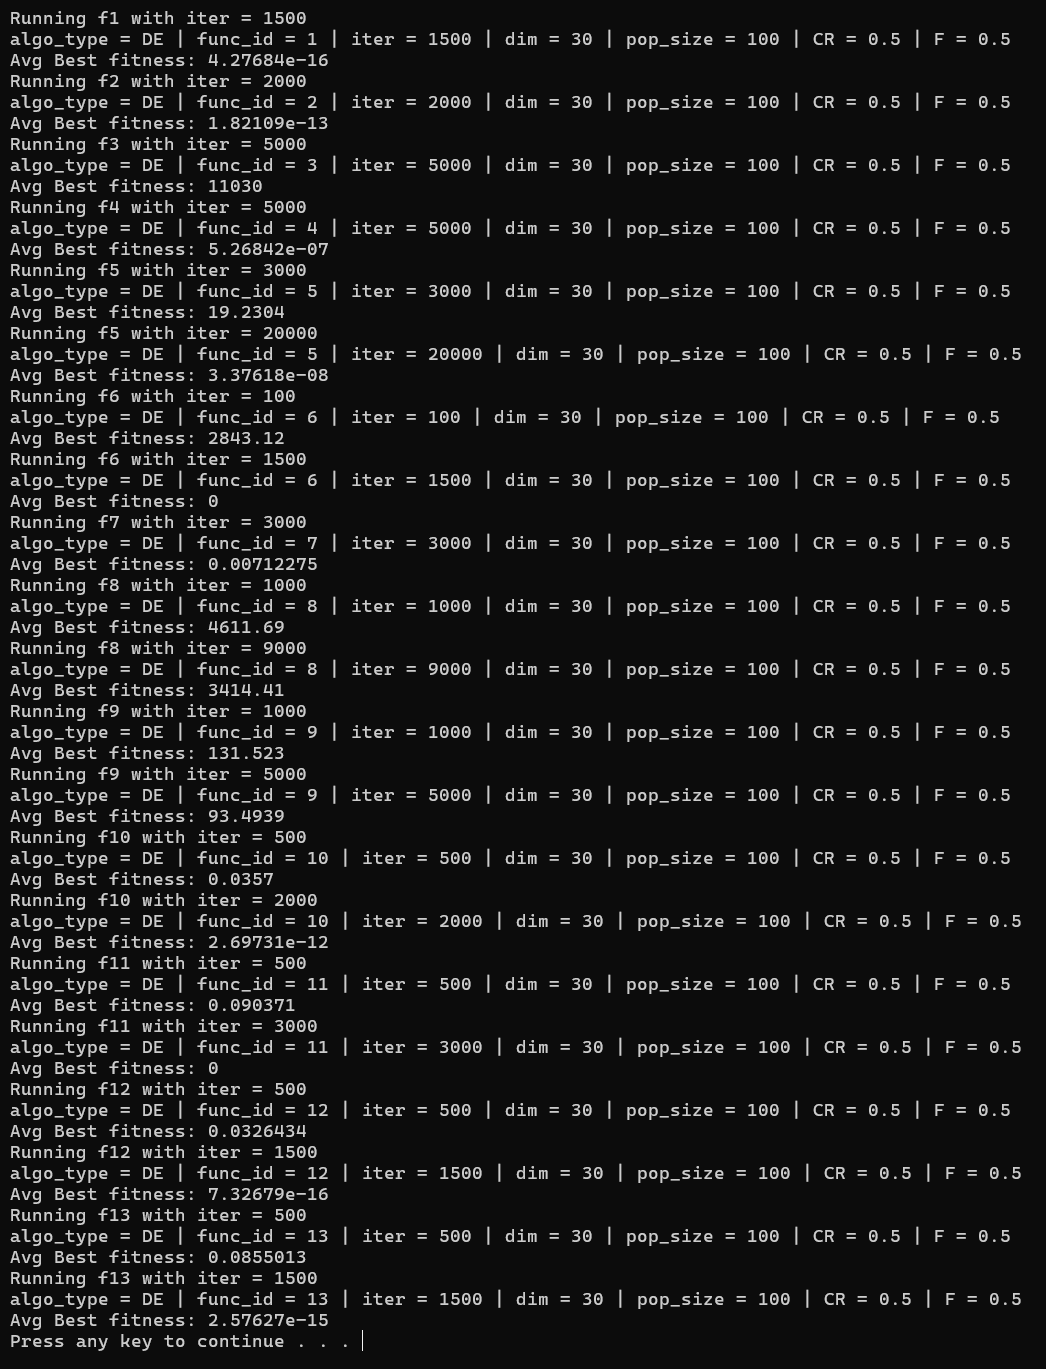 Running f1 with iter = 1500
algo_type = DE | func_id = 1 | iter = 1500 | dim = 30 | pop_size = 100 | CR = 0.5 | F = 0.5
Avg Best fitness: 4.27684e-16
Running f2 with iter = 2000
algo_type = DE | func_id = 2 | iter = 2000 | dim = 30 | pop_size = 100 | CR = 0.5 | F = 0.5
Avg Best fitness: 1.82109e-13
Running f3 with iter = 5000
algo_type = DE | func_id = 3 | iter = 5000 | dim = 30 | pop_size = 100 | CR = 0.5 | F = 0.5
Avg Best fitness: 11030
Running f4 with iter = 5000
algo_type = DE | func_id = 4 | iter = 5000 | dim = 30 | pop_size = 100 | CR = 0.5 | F = 0.5
Avg Best fitness: 5.26842e-07
Running f5 with iter = 3000
algo_type = DE | func_id = 5 | iter = 3000 | dim = 30 | pop_size = 100 | CR = 0.5 | F = 0.5
Avg Best fitness: 19.2304
Running f5 with iter = 20000
algo_type = DE | func_id = 5 | iter = 20000 | dim = 30 | pop_size = 100 | CR = 0.5 | F = 0.5
Avg Best fitness: 3.37618e-08
Running f6 with iter = 100
algo_type = DE | func_id = 6 | iter = 100 | dim = 30 | pop_size = 100 | CR = 0.5 | F = 0.5
Avg Best fitness: 2843.12
Running f6 with iter = 1500
algo_type = DE | func_id = 6 | iter = 1500 | dim = 30 | pop_size = 100 | CR = 0.5 | F = 0.5
Avg Best fitness: 0
Running f7 with iter = 3000
algo_type = DE | func_id = 7 | iter = 3000 | dim = 30 | pop_size = 100 | CR = 0.5 | F = 0.5
Avg Best fitness: 0.00712275
Running f8 with iter = 1000
algo_type = DE | func_id = 8 | iter = 1000 | dim = 30 | pop_size = 100 | CR = 0.5 | F = 0.5
Avg Best fitness: 4611.69
Running f8 with iter = 9000
algo_type = DE | func_id = 8 | iter = 9000 | dim = 30 | pop_size = 100 | CR = 0.5 | F = 0.5
Avg Best fitness: 3414.41
Running f9 with iter = 1000
algo_type = DE | func_id = 9 | iter = 1000 | dim = 30 | pop_size = 100 | CR = 0.5 | F = 0.5
Avg Best fitness: 131.523
Running f9 with iter = 5000
algo_type = DE | func_id = 9 | iter = 5000 | dim = 30 | pop_size = 100 | CR = 0.5 | F = 0.5
Avg Best fitness: 93.4939
Running f10 with iter = 500
algo_type = DE | func_id = 10 | iter = 500 | dim = 30 | pop_size = 100 | CR = 0.5 | F = 0.5
Avg Best fitness: 0.0357
Running f10 with iter = 2000
algo_type = DE | func_id = 10 | iter = 2000 | dim = 30 | pop_size = 100 | CR = 0.5 | F = 0.5
Avg Best fitness: 2.69731e-12
Running f11 with iter = 500
algo_type = DE | func_id = 11 | iter = 500 | dim = 30 | pop_size = 100 | CR = 0.5 | F = 0.5
Avg Best fitness: 0.090371
Running f11 with iter = 3000
algo_type = DE | func_id = 11 | iter = 3000 | dim = 30 | pop_size = 100 | CR = 0.5 | F = 0.5
Avg Best fitness: 0
Running f12 with iter = 500
algo_type = DE | func_id = 12 | iter = 500 | dim = 30 | pop_size = 100 | CR = 0.5 | F = 0.5
Avg Best fitness: 0.0326434
Running f12 with iter = 1500
algo_type = DE | func_id = 12 | iter = 1500 | dim = 30 | pop_size = 100 | CR = 0.5 | F = 0.5
Avg Best fitness: 7.32679e-16
Running f13 with iter = 500
algo_type = DE | func_id = 13 | iter = 500 | dim = 30 | pop_size = 100 | CR = 0.5 | F = 0.5
Avg Best fitness: 0.0855013
Running f13 with iter = 1500
algo_type = DE | func_id = 13 | iter = 1500 | dim = 30 | pop_size = 100 | CR = 0.5 | F = 0.5
Avg Best fitness: 2.57627e-15
Press any key to continue . . .